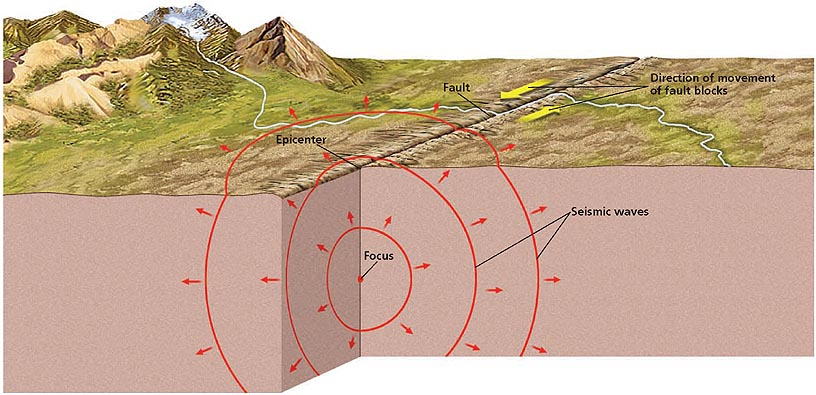 Fault
Direction of movement
of fault blocks
Epicenter
Seismic waves
Focus